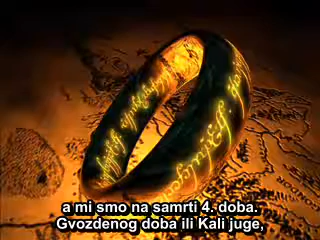 a mi smo na samrti 4. doba.
Gvozdenog doba ili Kali juge,